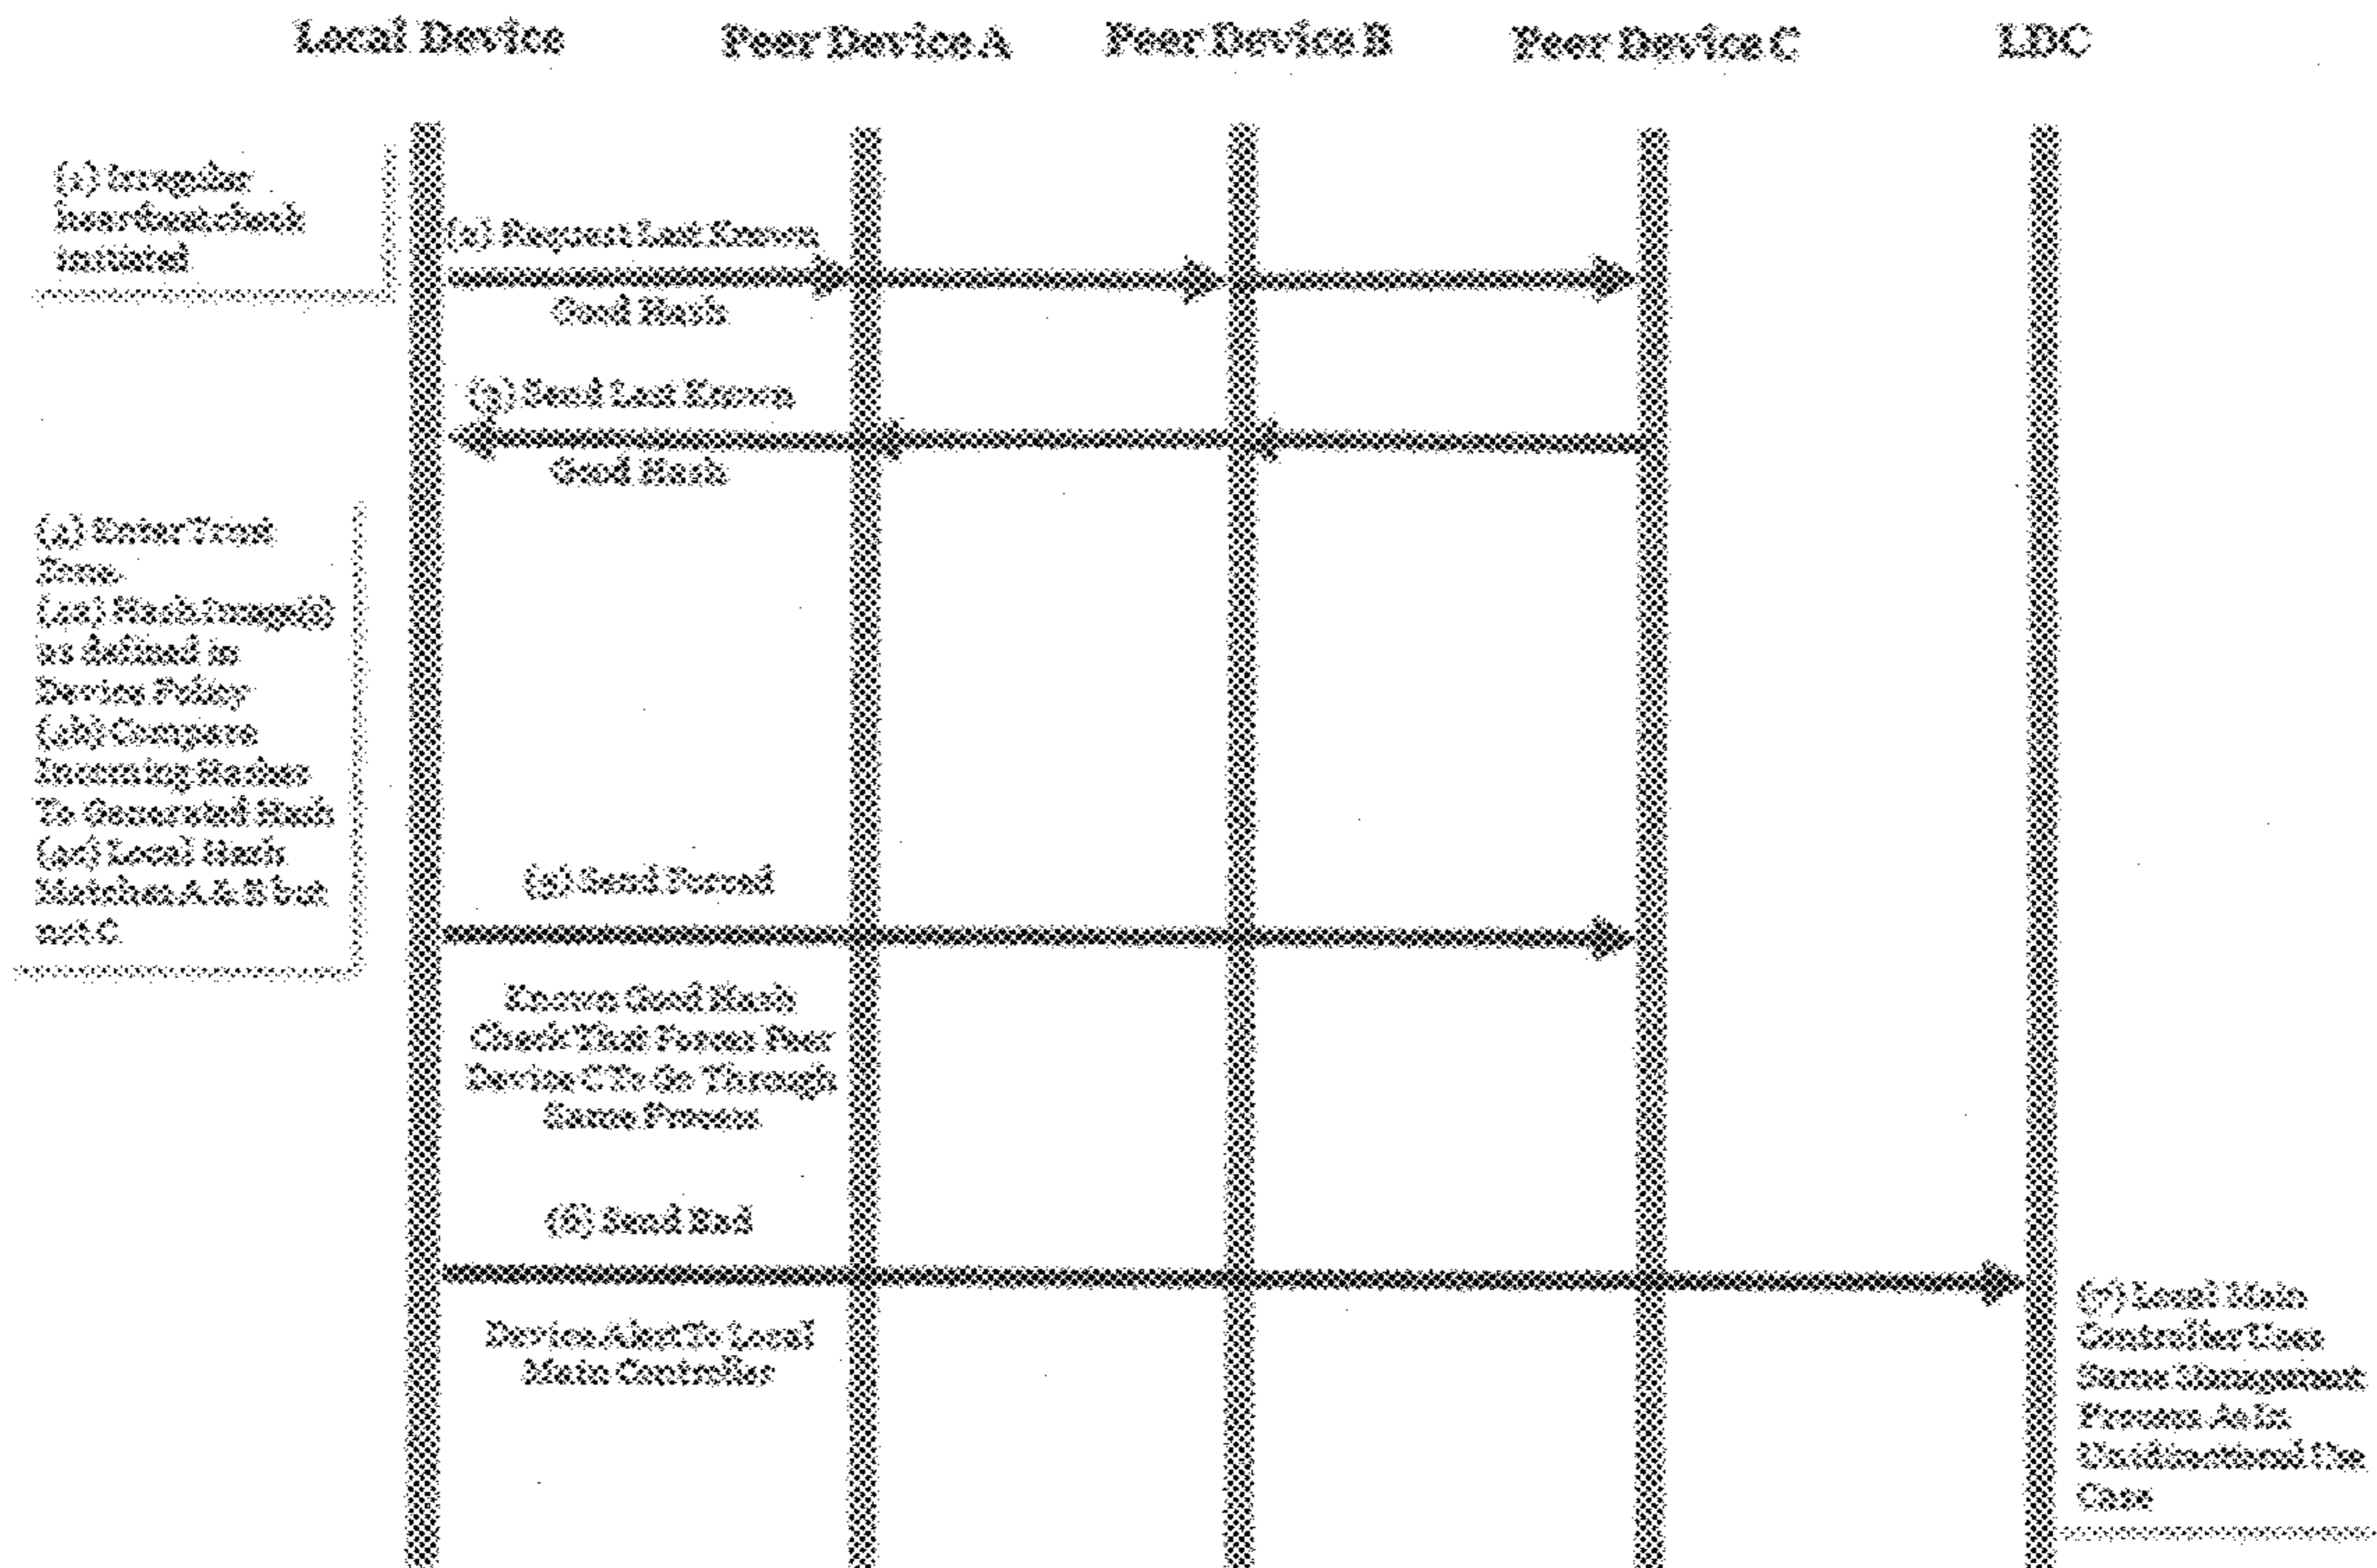 Local Device
Peer Device A
Peer Device B
Peer Device C
LDC
(1) Irregular
heartbeat check
initiated
(2) Request Last Known
Good Hash
(3) Send Last Known
Good Hash
(4) Enter Trust
Zone.
(4a) Hash Image(s)
as defined in
Device Policy
(4b) Compare
Incoming Hashes
To Generated Hash
(4c) Local Hash
Matches A & B but
not C.
(5) Send Forced
Known Good Hash
Check That Forces Peer
Device C To Go Through
Same Process
(6) Send Bad
Device Alert To Local
Main Controller
(7) Local Main
Controller Uses
Same Management
Process As In
Unidirectional Use
Case